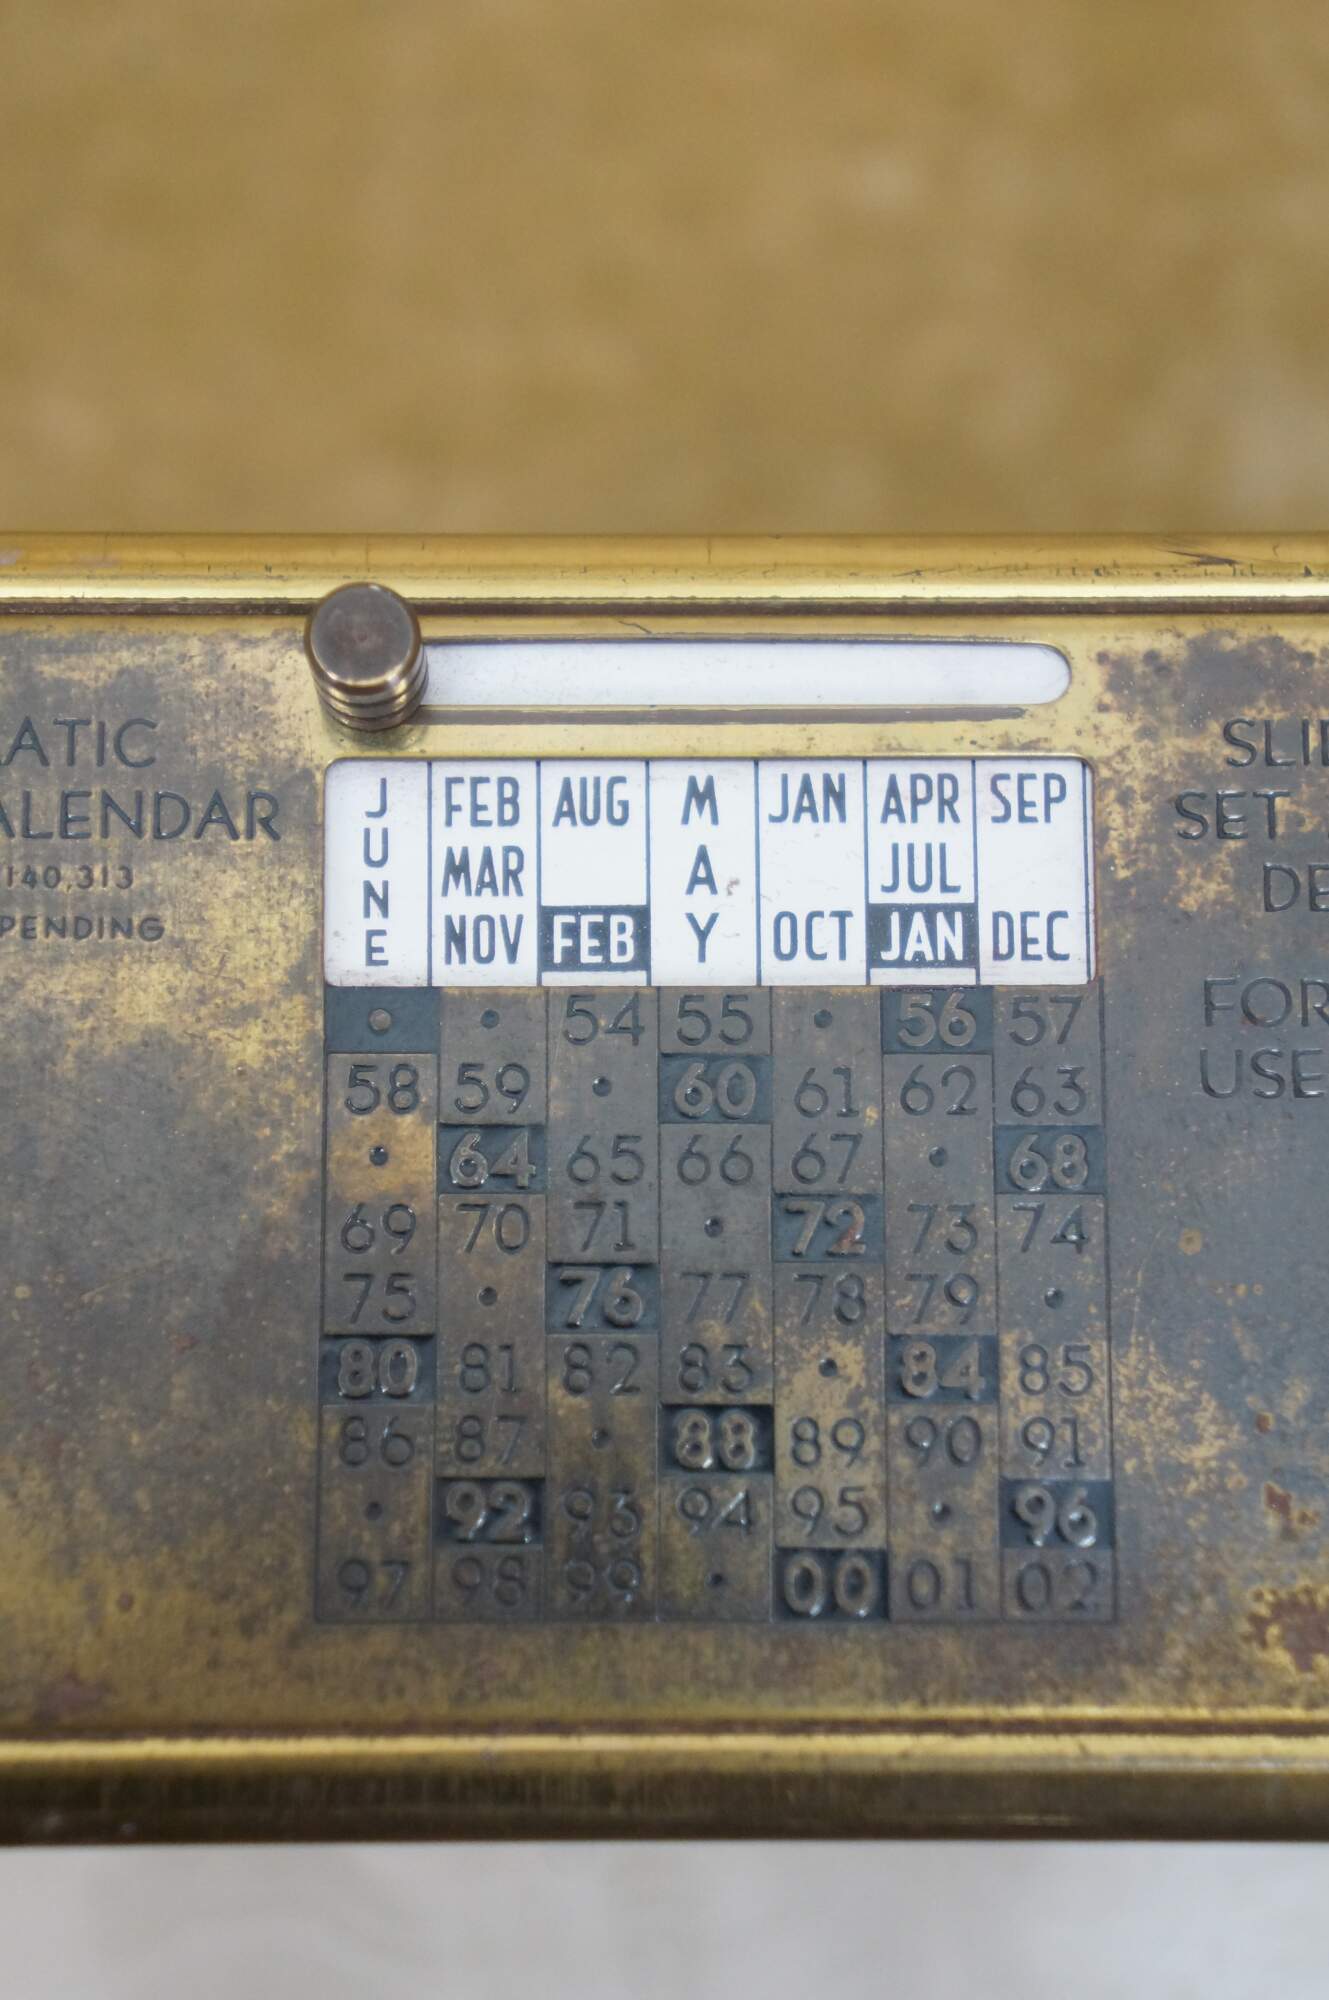 ATIC
ALENDAR
140,313
PENDING
JUNE FEB AUG MAY JAN APR SEP
MAR JUL
NOV FEB OCT JAN DEC
• • 54 55 • 56 57
58 59 • 60 61 62 63
• 64 65 66 67 • 68
69 70 71 • 72 73 74
75 • 76 77 78 79 •
80 81 82 83 • 84 85
86 87 • 88 89 90 91
• 92 93 94 95 • 96
97 98 99 • 00 01 02
SLI
SET
DE
FOR
USE